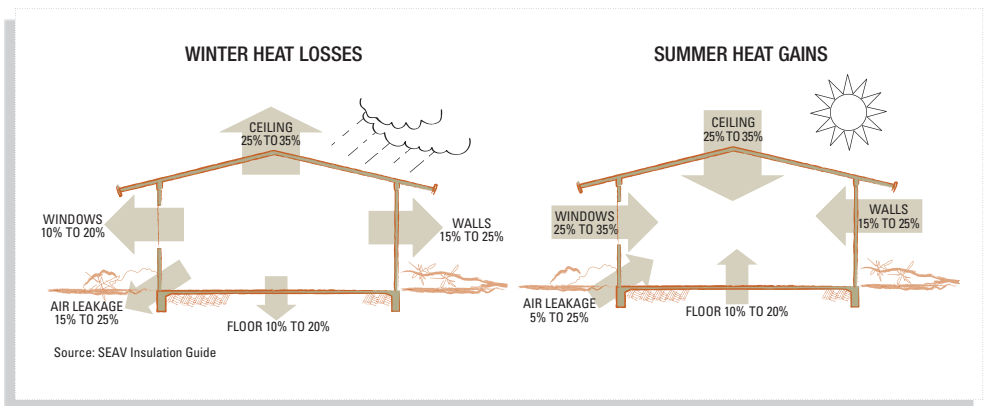 WINTER HEAT LOSSES
CEILING
25% TO 35%
WINDOWS
10% TO 20%
WALLS
15% TO 25%
AIR LEAKAGE
15% TO 25%
FLOOR 10% TO 20%
Source: SEAV Insulation Guide
SUMMER HEAT GAINS
CEILING
25% TO 35%
WINDOWS
25% TO 35%
WALLS
15% TO 25%
AIR LEAKAGE
5% TO 25%
FLOOR 10% TO 20%